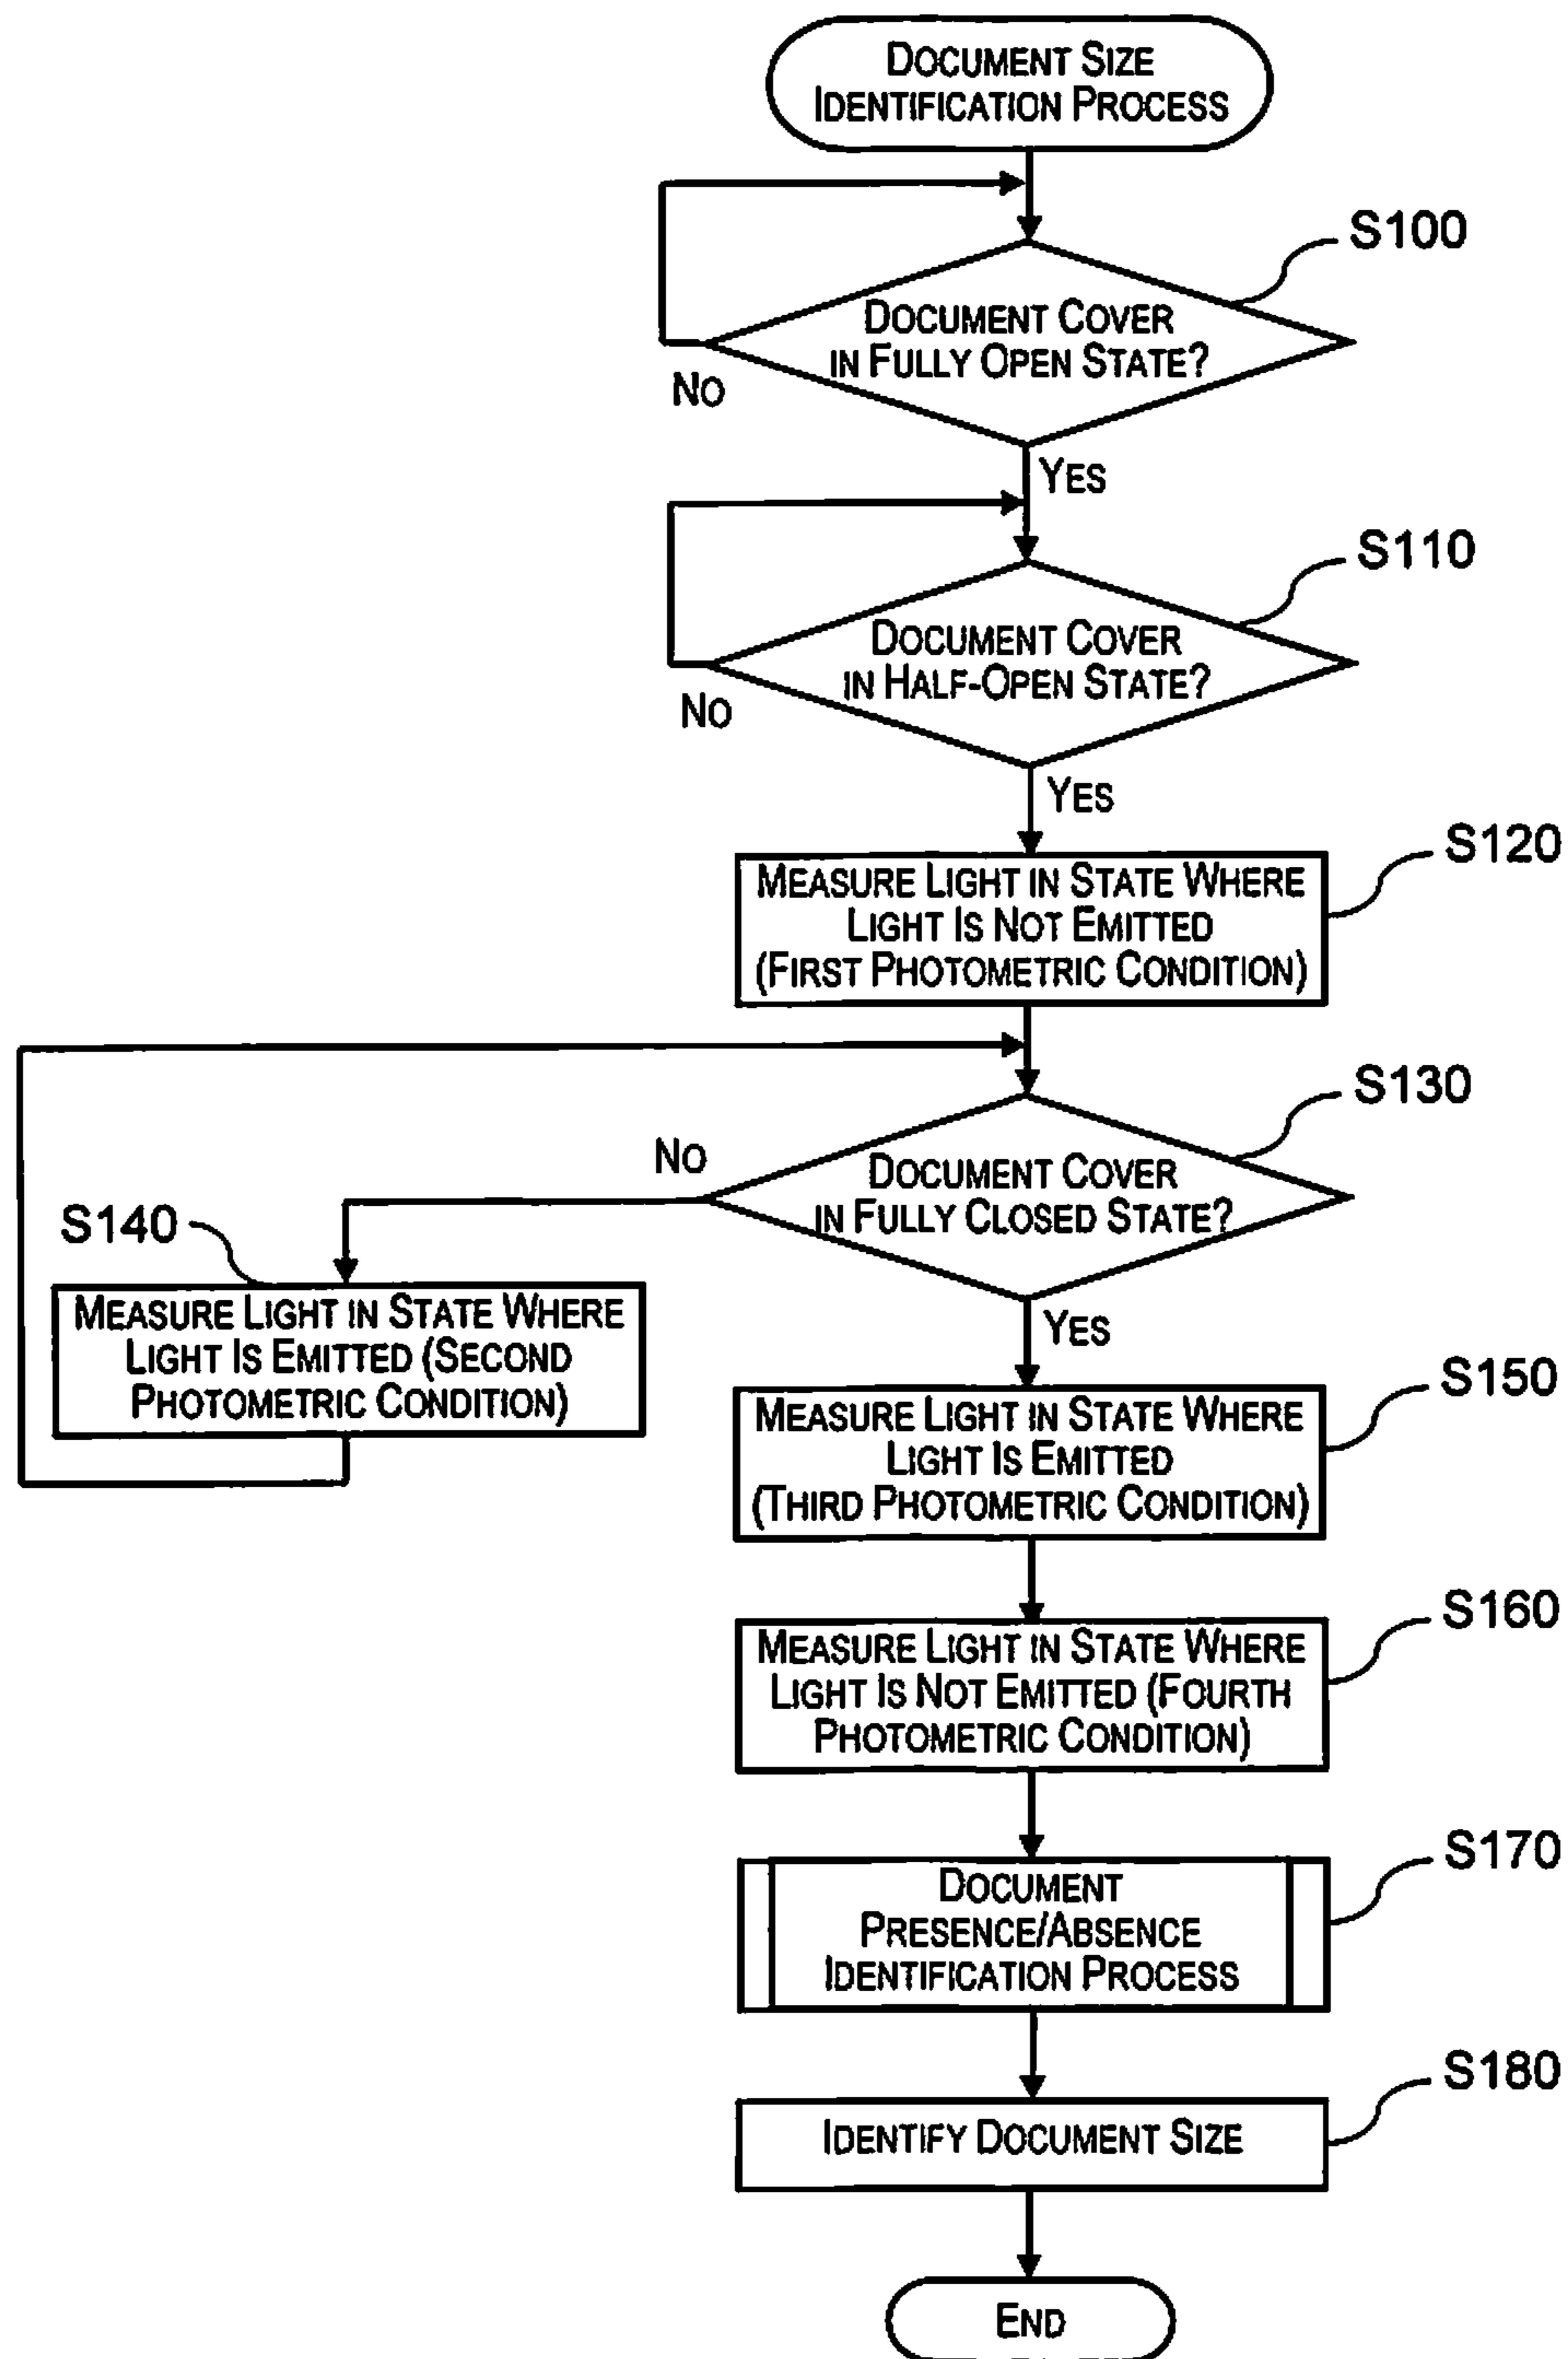 DOCUMENT SIZE
IDENTIFICATION PROCESS
S100
DOCUMENT COVER
IN FULLY OPEN STATE?
NO
YES
S110
DOCUMENT COVER
IN HALF-OPEN STATE?
NO
YES
S120
MEASURE LIGHT IN STATE WHERE
LIGHT IS NOT EMITTED
(FIRST PHOTOMETRIC CONDITION)
S130
NO
DOCUMENT COVER
IN FULLY CLOSED STATE?
S140
MEASURE LIGHT IN STATE WHERE
LIGHT IS EMITTED (SECOND
PHOTOMETRIC CONDITION)
YES
S150
MEASURE LIGHT IN STATE WHERE
LIGHT IS EMITTED
(THIRD PHOTOMETRIC CONDITION)
S160
MEASURE LIGHT IN STATE WHERE
LIGHT IS NOT EMITTED (FOURTH
PHOTOMETRIC CONDITION)
S170
DOCUMENT
PRESENCE/ABSENCE
IDENTIFICATION PROCESS
S180
IDENTIFY DOCUMENT SIZE
END